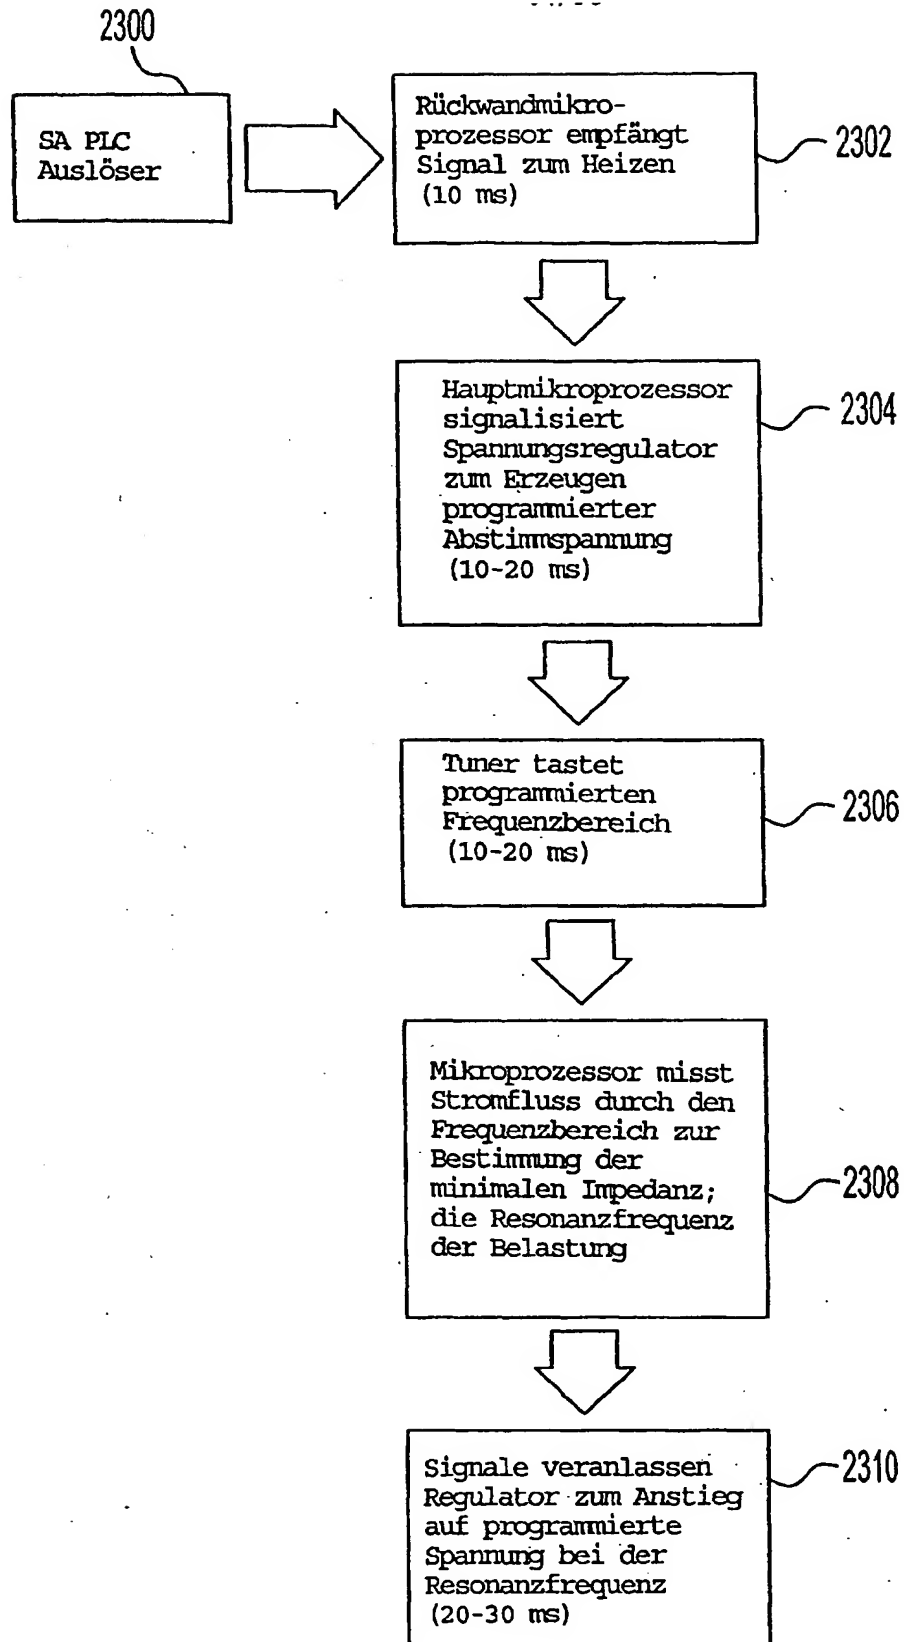 2300
SA PLC
Auslöser
Rückwandmikro-
prozessor empfängt
Signal zum Heizen
(10 ms)
2302
Hauptmikroprozessor
signalisiert
Spannungsregulator
zum Erzeugen
programmierter
Abstimmspannung
(10-20 ms)
2304
Tuner tastet
programmierten
Frequenzbereich
(10-20 ms)
2306
Mikroprozessor misst
Stromfluss durch den
Frequenzbereich zur
Bestimmung der
minimalen Impedanz;
die Resonanzfrequenz
der Belastung
2308
Signale veranlassen
Regulator zum Anstieg
auf programmierte
Spannung bei der
Resonanzfrequenz
(20-30 ms)
2310